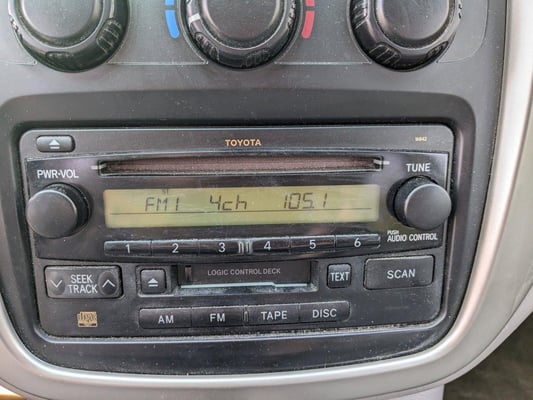 TOYOTA
PWR•VOL
TUNE
ST
FM1 4ch 105.1
PUSH
AUDIO CONTROL
1 2 3 4 5 6
SEEK
TRACK
LOGIC CONTROL DECK
TEXT
SCAN
AM FM TAPE DISC